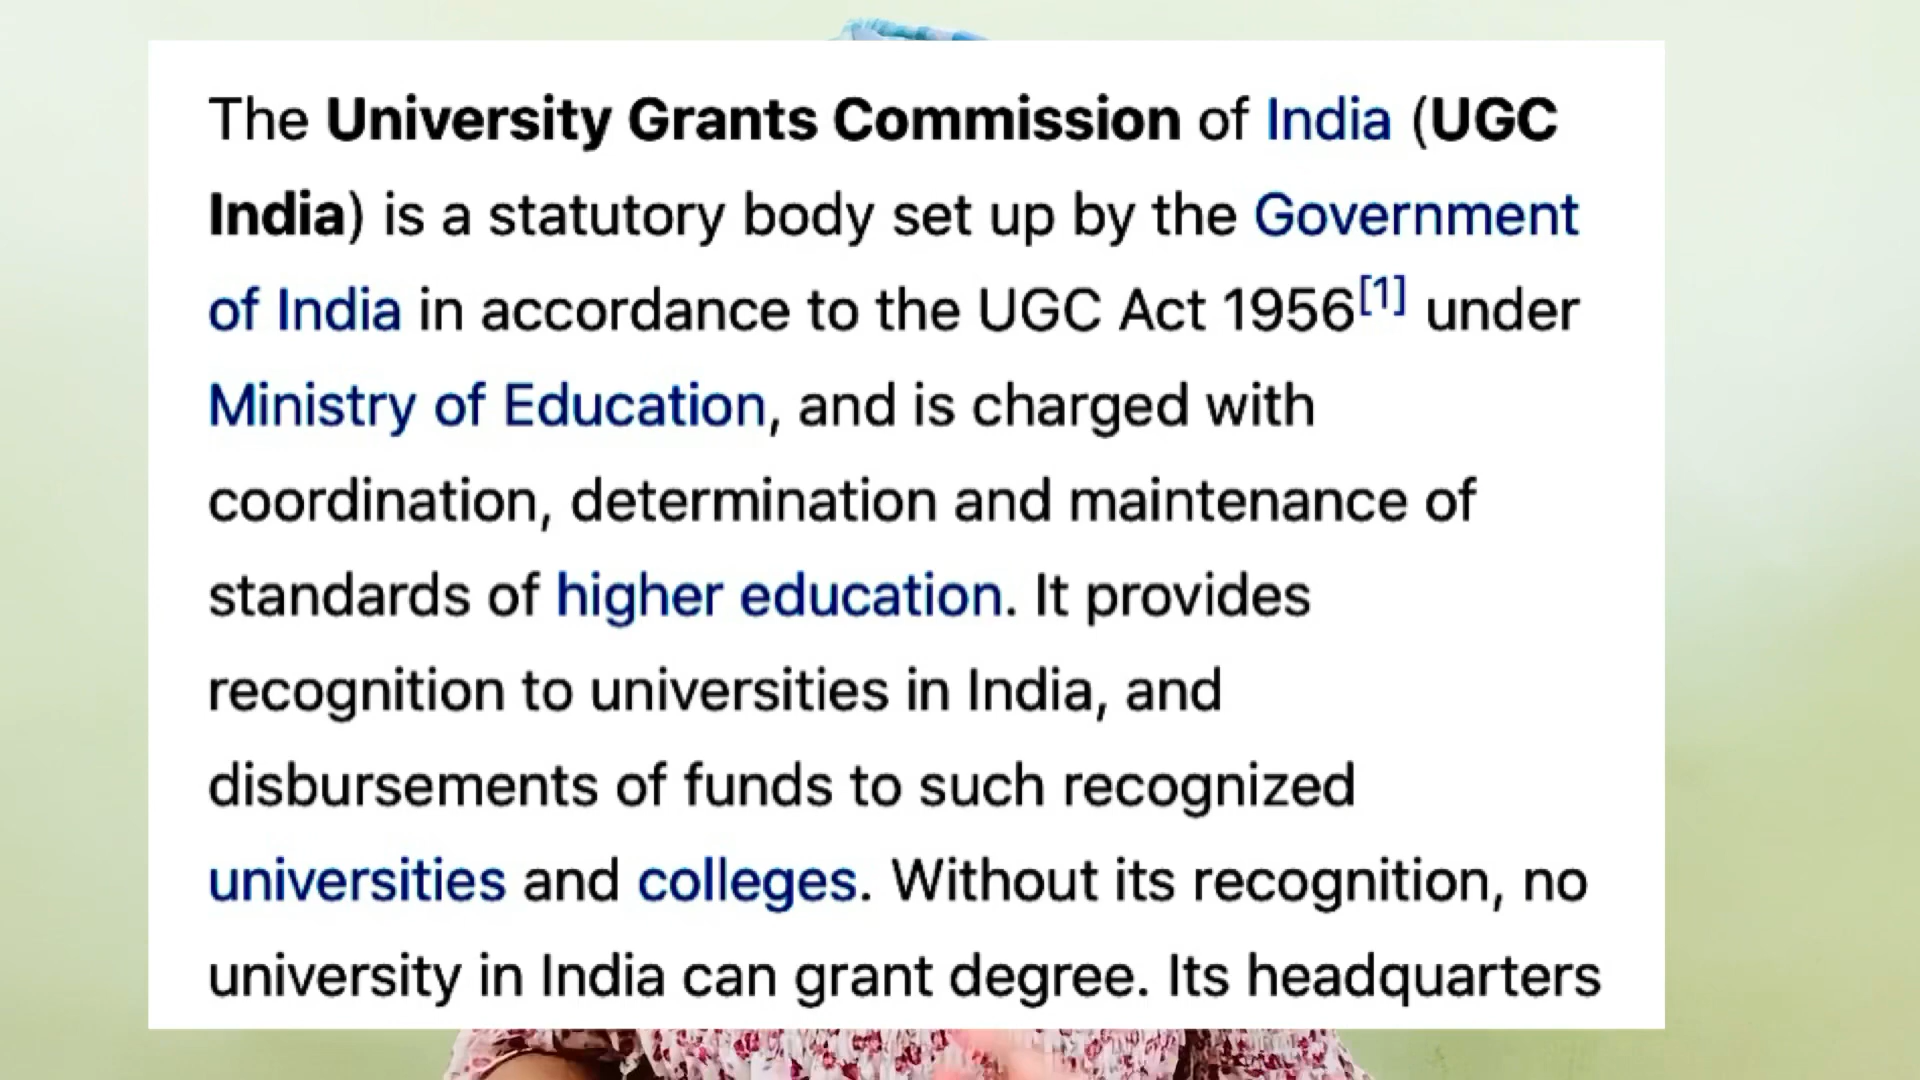 The University Grants Commission of India (UGC
India) is a statutory body set up by the Government
of India in accordance to the UGC Act 1956[1] under
Ministry of Education, and is charged with
coordination, determination and maintenance of
standards of higher education. It provides
recognition to universities in India, and
disbursements of funds to such recognized
universities and colleges. Without its recognition, no
university in India can grant degree. Its headquarters